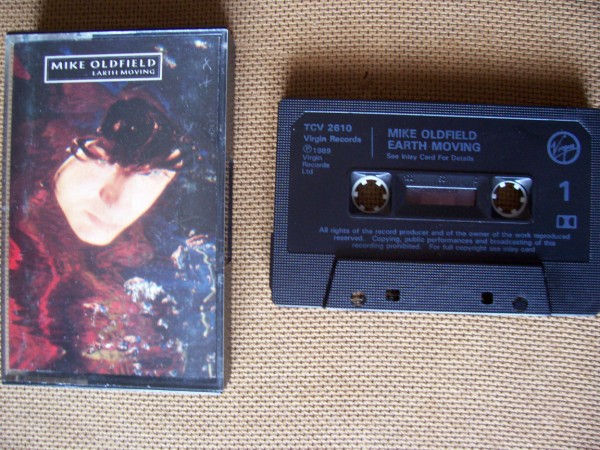 MIKE OLDFIELD
EARTH MOVING
TCV 2610
Virgin Records
℗ 1989
Virgin
Records
Ltd
MIKE OLDFIELD
EARTH MOVING
See Inlay Card For Details
Virgin
1
All rights of the record producer and of the owner of the work reproduced
reserved. Copying, public performances and broadcasting of this
recording prohibited. For full copyright see inlay card.